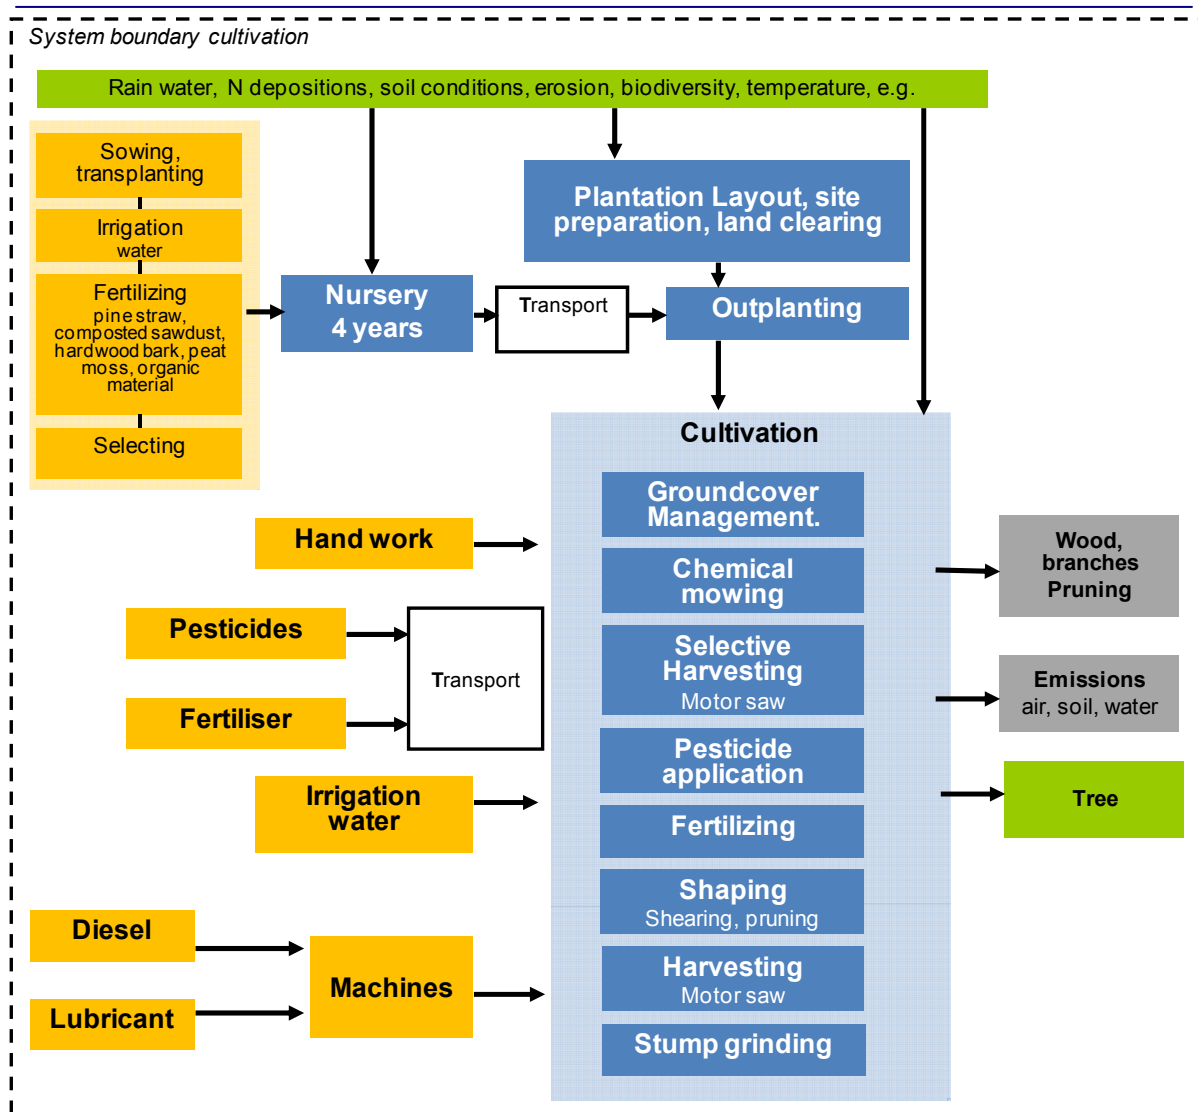 System boundary cultivation
Rain water, N depositions, soil conditions, erosion, biodiversity, temperature, e.g.
Sowing,
transplanting
Irrigation
water
Fertilizing
pine straw,
composted sawdust,
hardwood bark, peat
moss, organic
material
Selecting
Nursery
4 years
Transport
Plantation Layout, site
preparation, land clearing
Outplanting
Cultivation
Groundcover
Management.
Chemical
mowing
Selective
Harvesting
Motor saw
Pesticide
application
Fertilizing
Shaping
Shearing, pruning
Harvesting
Motor saw
Stump grinding
Hand work
Pesticides
Fertiliser
Transport
Irrigation
water
Diesel
Lubricant
Machines
Wood,
branches
Pruning
Emissions
air, soil, water
Tree